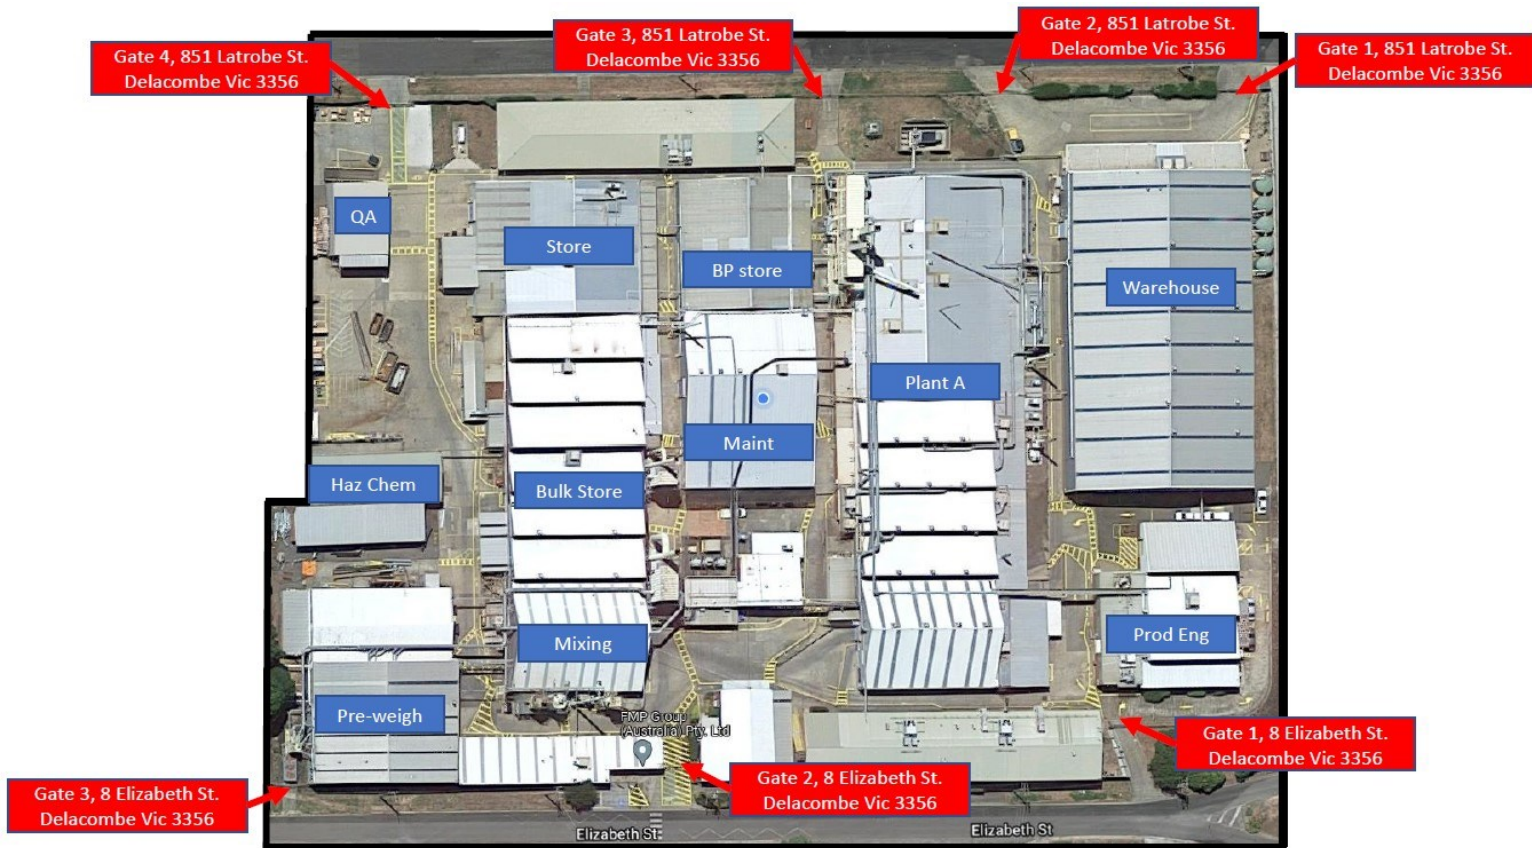 Gate 4, 851 Latrobe St.
Delacombe Vic 3356
Gate 3, 851 Latrobe St.
Delacombe Vic 3356
Gate 2, 851 Latrobe St.
Delacombe Vic 3356
Gate 1, 851 Latrobe St.
Delacombe Vic 3356
QA
Store
BP store
Warehouse
Plant A
Maint
Haz Chem
Bulk Store
Mixing
Prod Eng
Pre-weigh
FMP Group
(Australia) Pty. Ltd
Gate 1, 8 Elizabeth St.
Delacombe Vic 3356
Gate 2, 8 Elizabeth St.
Delacombe Vic 3356
Gate 3, 8 Elizabeth St.
Delacombe Vic 3356
Elizabeth St
Elizabeth St